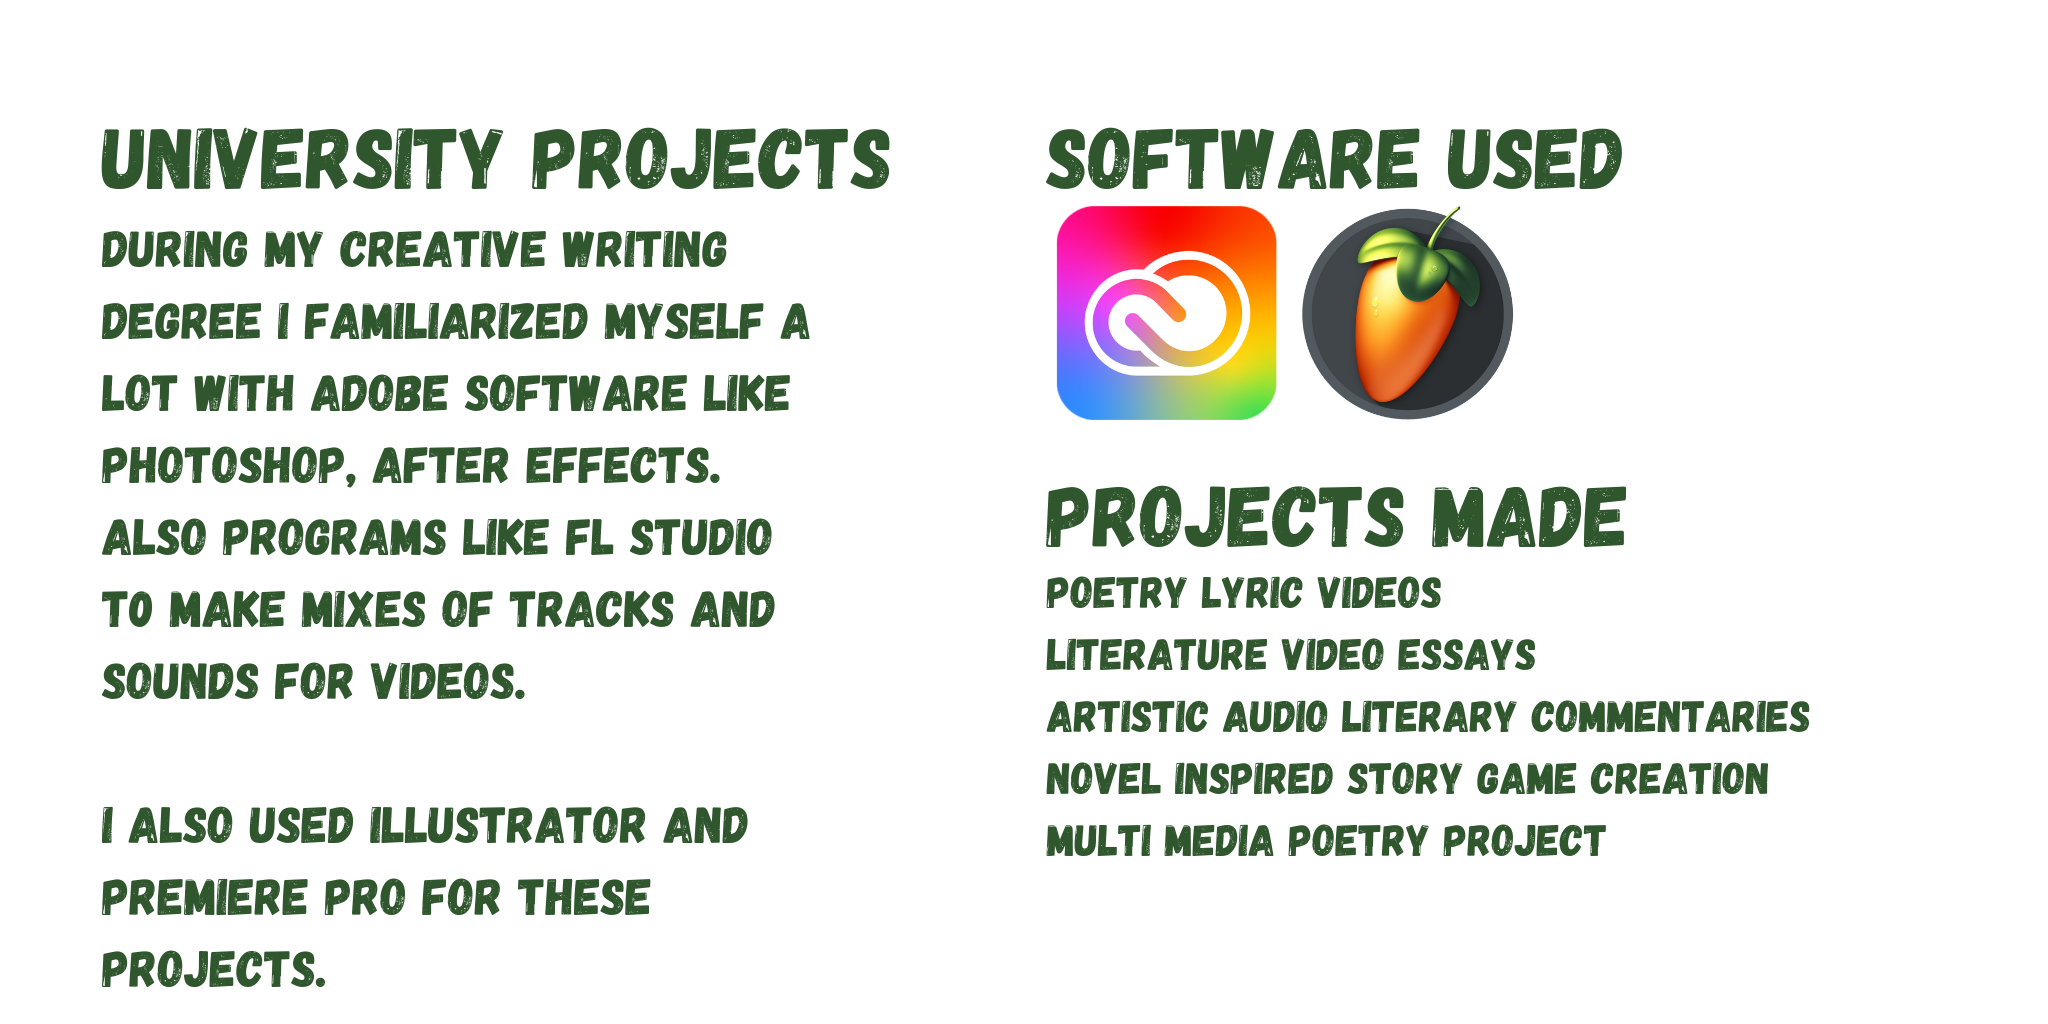 UNIVERSITY PROJECTS
DURING MY CREATIVE WRITING
DEGREE I FAMILIARIZED MYSELF A
LOT WITH ADOBE SOFTWARE LIKE
PHOTOSHOP, AFTER EFFECTS.
ALSO PROGRAMS LIKE FL STUDIO
TO MAKE MIXES OF TRACKS AND
SOUNDS FOR VIDEOS.
I ALSO USED ILLUSTRATOR AND
PREMIERE PRO FOR THESE
PROJECTS.
SOFTWARE USED
PROJECTS MADE
POETRY LYRIC VIDEOS
LITERATURE VIDEO ESSAYS
ARTISTIC AUDIO LITERARY COMMENTARIES
NOVEL INSPIRED STORY GAME CREATION
MULTI MEDIA POETRY PROJECT